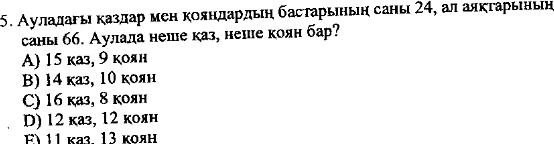 5. Ауладағы қаздар мен қояндардың бастарының саны 24, ал аяқтарының
саны 66. Аулада неше қаз, неше қоян бар?
A) 15 қаз, 9 қоян
B) 14 қаз, 10 қоян
C) 16 қаз, 8 қоян
D) 12 қаз, 12 қоян
E) 11 қаз, 13 қоян